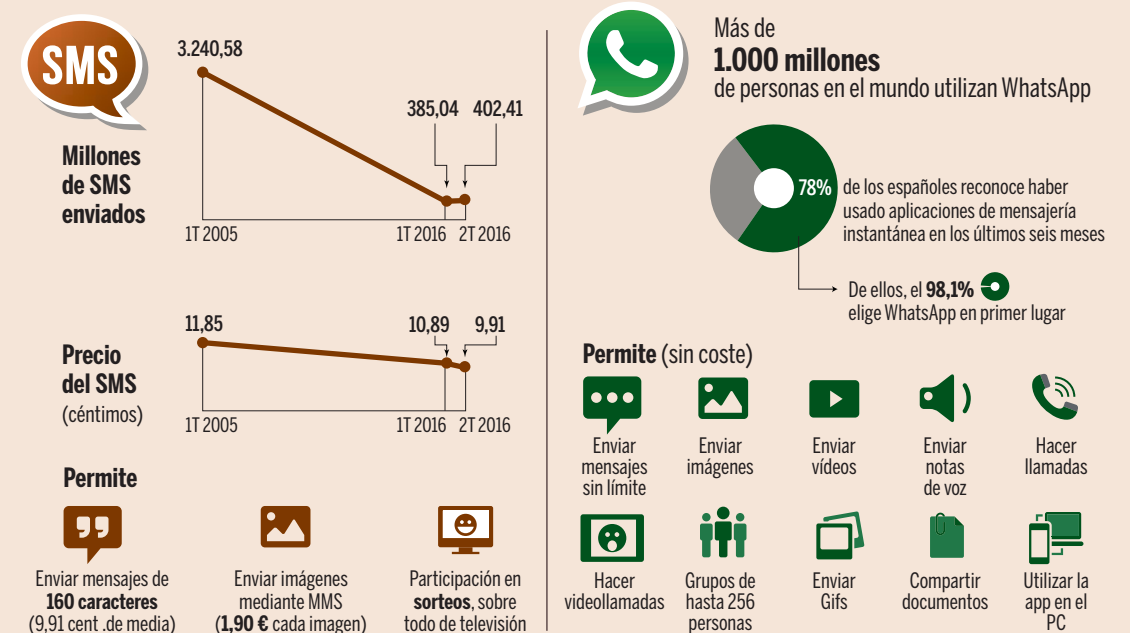 SMS
Millones
de SMS
enviados
3.240,58
385,04 402,41
1T 2005 1T 2016 2T 2016
Precio
del SMS
(céntimos)
11,85 10,89 9,91
1T 2005 1T 2016 2T 2016
Permite
Enviar mensajes de
160 caracteres
(9,91 cent .de media)
Enviar imágenes
mediante MMS
(1,90 € cada imagen)
Participación en
sorteos, sobre
todo de televisión
Más de
1.000 millones
de personas en el mundo utilizan WhatsApp
78%
de los españoles reconoce haber
usado aplicaciones de mensajería
instantánea en los últimos seis meses
De ellos, el 98,1%
elige WhatsApp en primer lugar
Permite (sin coste)
Enviar
mensajes
sin límite
Enviar
imágenes
Enviar
vídeos
Enviar
notas
de voz
Hacer
llamadas
Hacer
videollamadas
Grupos de
hasta 256
personas
Enviar
Gifs
Compartir
documentos
Utilizar la
app en el
PC